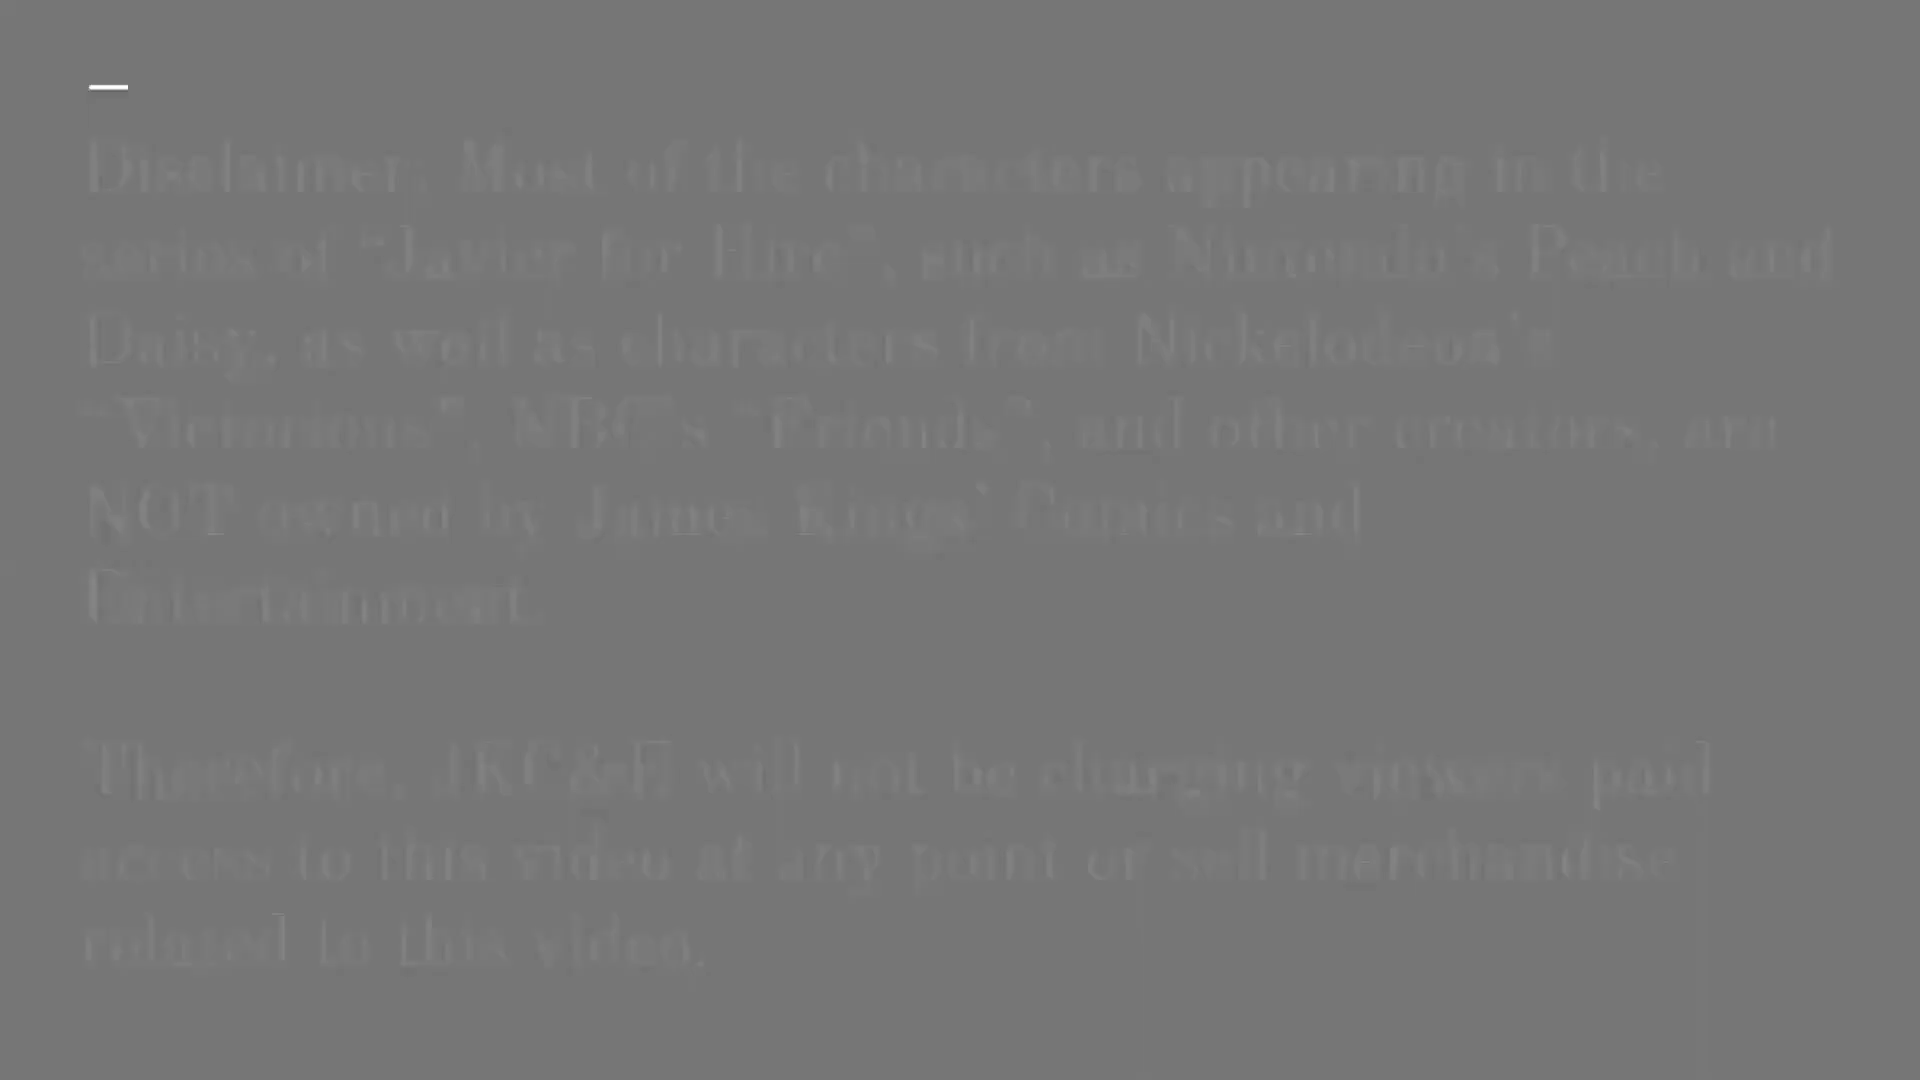 Disclaimer: Most of the characters appearing in the
series of “Javier for Hire”, such as Nintendo’s Peach and
Daisy, as well as characters from Nickelodeon’s
“Victorious”, NBC’s “Friends”, and other creators, are
NOT owned by James Kings’ Comics and
Entertainment.
Therefore, JKC&E will not be charging viewers paid
access to this video at any point or sell merchandise
related to this video.